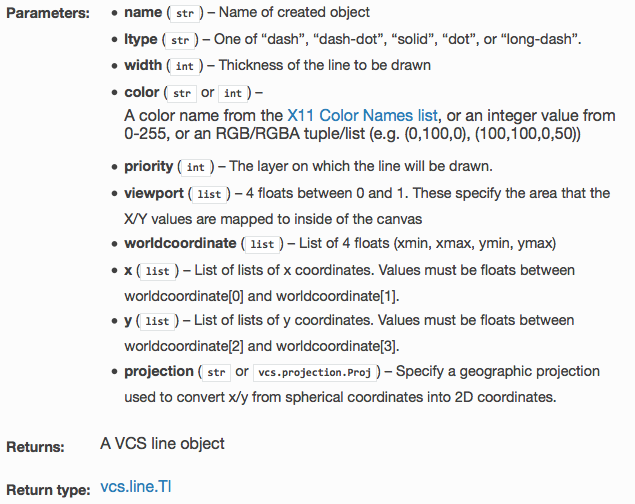 Parameters:
• name ( str ) – Name of created object
• ltype ( str ) – One of “dash”, “dash-dot”, “solid”, “dot”, or “long-dash”.
• width ( int ) – Thickness of the line to be drawn
• color ( str or int ) –
A color name from the X11 Color Names list, or an integer value from
0-255, or an RGB/RGBA tuple/list (e.g. (0,100,0), (100,100,0,50))
• priority ( int ) – The layer on which the line will be drawn.
• viewport ( list ) – 4 floats between 0 and 1. These specify the area that the
X/Y values are mapped to inside of the canvas
• worldcoordinate ( list ) – List of 4 floats (xmin, xmax, ymin, ymax)
• x ( list ) – List of lists of x coordinates. Values must be floats between
worldcoordinate[0] and worldcoordinate[1].
• y ( list ) – List of lists of y coordinates. Values must be floats between
worldcoordinate[2] and worldcoordinate[3].
• projection ( str or vcs.projection.Proj ) – Specify a geographic projection
used to convert x/y from spherical coordinates into 2D coordinates.
Returns: A VCS line object
Return type: vcs.line.Tl